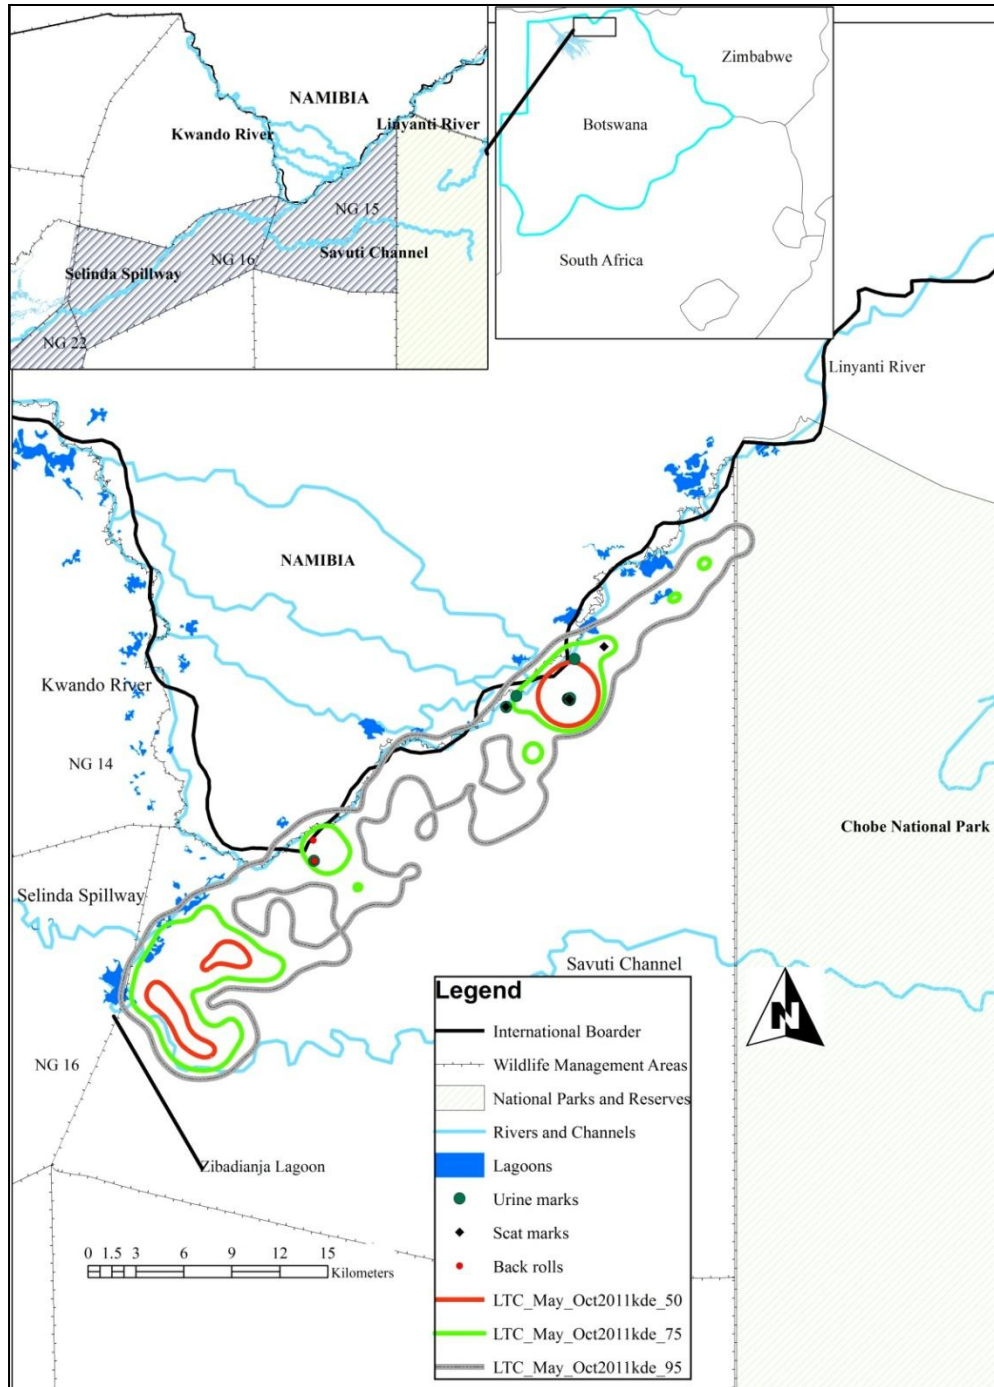 NAMIBIA
Kwando River
Linyanti River
NG 15
Savuti Channel
NG 16
Selinda Spillway
NG 22
Zimbabwe
Botswana
South Africa
Linyanti River
NAMIBIA
Kwando River
NG 14
Chobe National Park
Selinda Spillway
Savuti Channel
NG 16
Zibadianja Lagoon
N
0 1.5 3 6 9 12 15
Kilometers
Legend
International Boarder
Wildlife Management Areas
National Parks and Reserves
Rivers and Channels
Lagoons
Urine marks
Scat marks
Back rolls
LTC_May_Oct2011kde_50
LTC_May_Oct2011kde_75
LTC_May_Oct2011kde_95